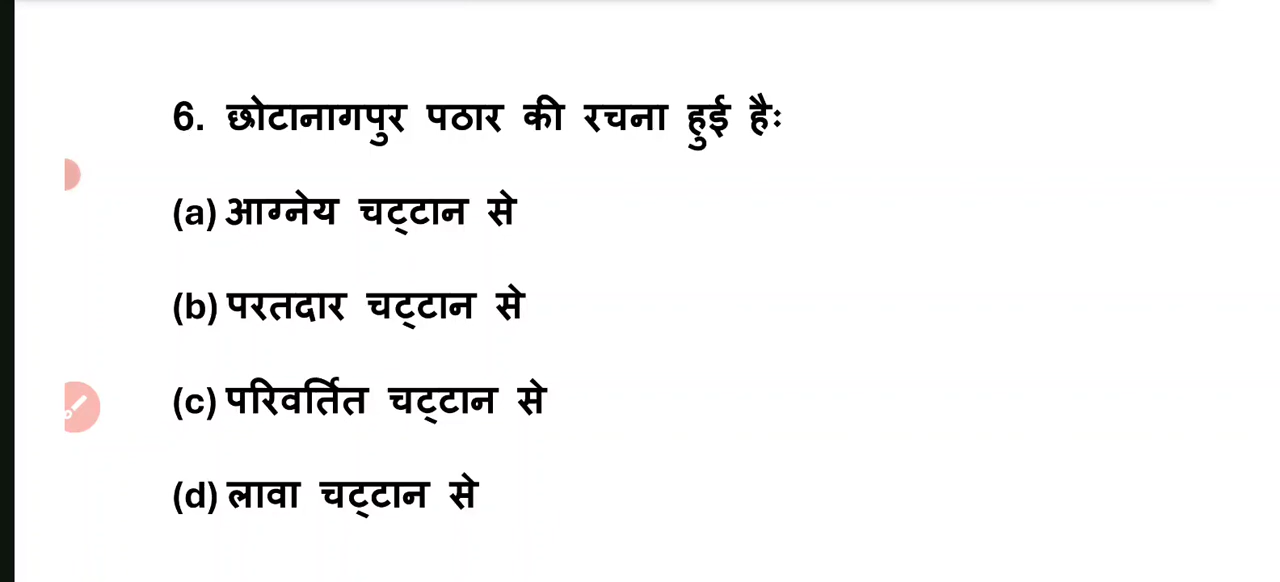 6. छोटानागपुर पठार की रचना हुई हैः
(a) आग्नेय चट्टान से
(b) परतदार चट्टान से
(c) परिवर्तित चट्टान से
(d) लावा चट्टान से